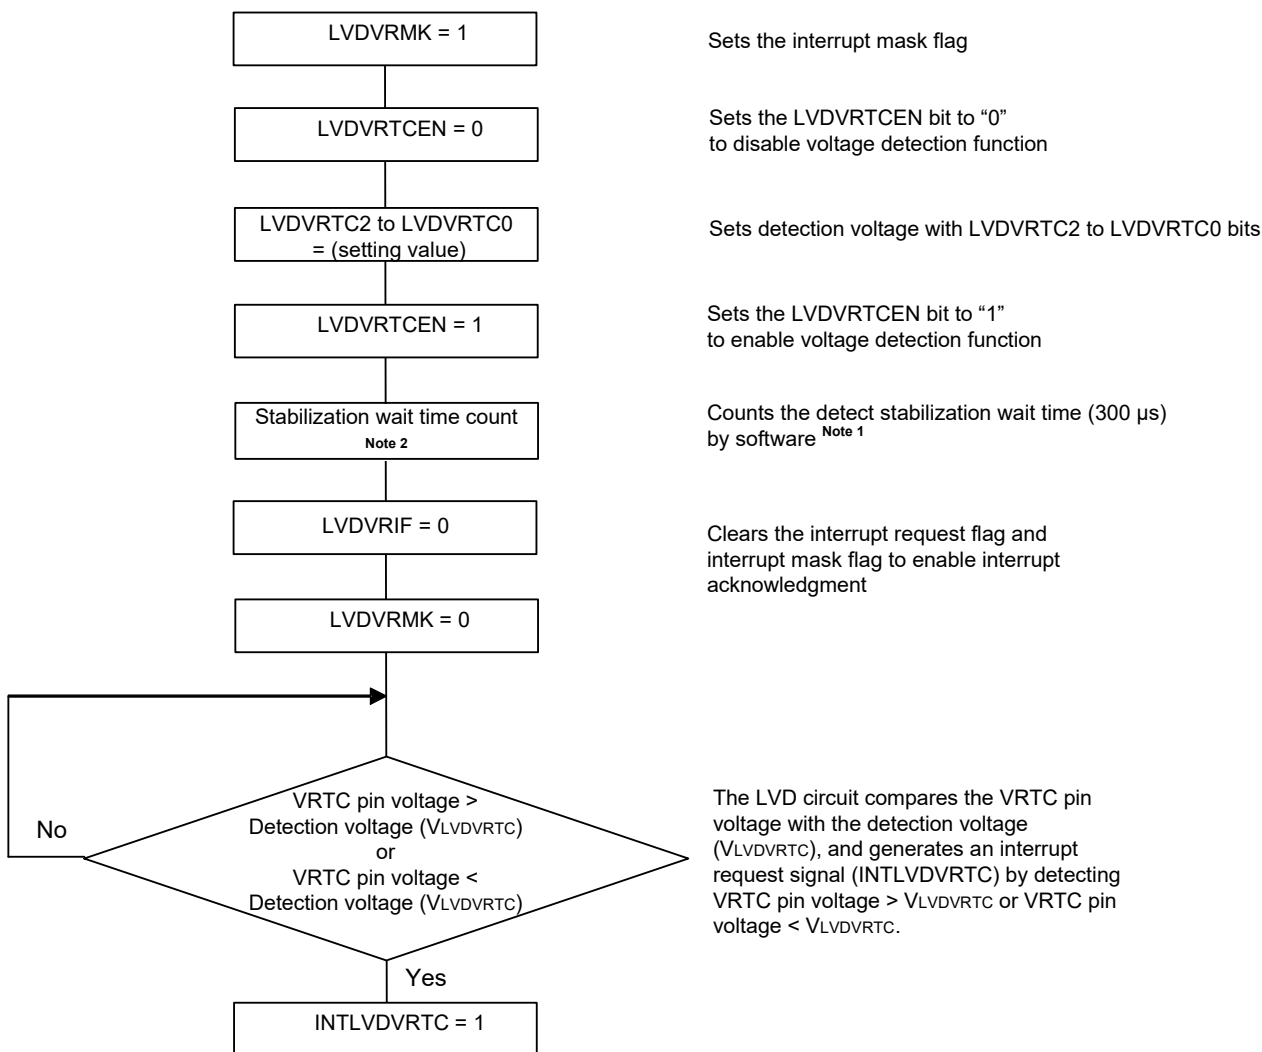 LVDVRMK = 1
Sets the interrupt mask flag
LVDVRTCEN = 0
Sets the LVDVRTCEN bit to “0”
to disable voltage detection function
LVDVRTC2 to LVDVRTC0
= (setting value)
Sets detection voltage with LVDVRTC2 to LVDVRTC0 bits
LVDVRTCEN = 1
Sets the LVDVRTCEN bit to “1”
to enable voltage detection function
Stabilization wait time count
Note 2
Counts the detect stabilization wait time (300 µs)
by software Note 1
LVDVRIF = 0
Clears the interrupt request flag and
interrupt mask flag to enable interrupt
acknowledgment
LVDVRMK = 0
No
VRTC pin voltage >
Detection voltage (VLVDVRTC)
or
VRTC pin voltage <
Detection voltage (VLVDVRTC)
The LVD circuit compares the VRTC pin
voltage with the detection voltage
(VLVDVRTC), and generates an interrupt
request signal (INTLVDVRTC) by detecting
VRTC pin voltage > VLVDVRTC or VRTC pin
voltage < VLVDVRTC.
Yes
INTLVDVRTC = 1